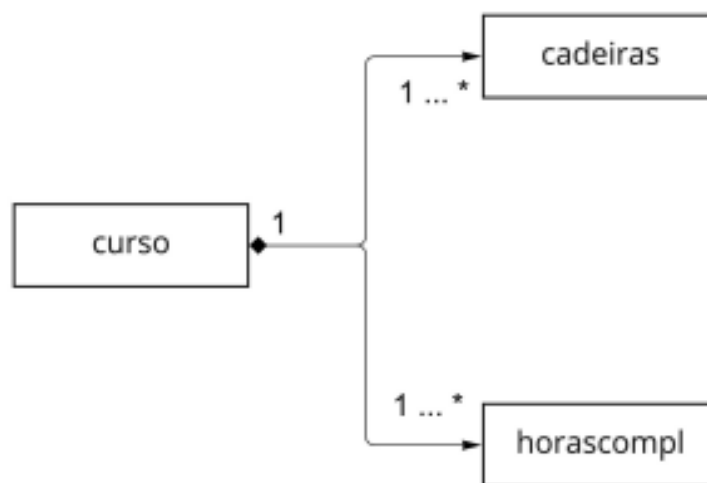 cadeiras
1 ... *
curso
1
1 ... *
horascompl